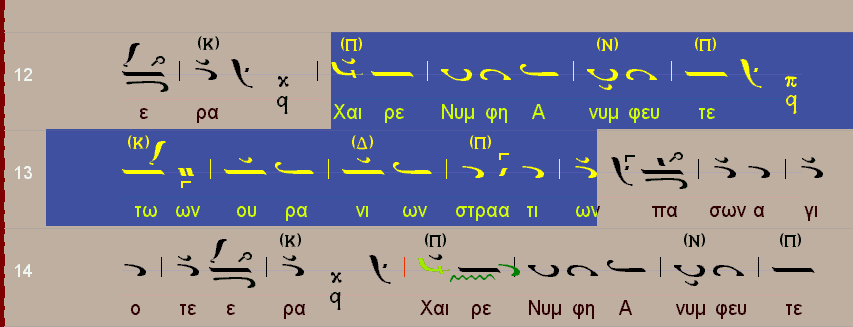 (Κ) (Π) (Ν) (Π)
12 ϰ π
q q
ε ρα Χαι ρε Νυμ φη Α νυμ φευ τε
(Κ) (Δ) (Π)
13
τω ων ου ρα νι ων στραα τι ων πα σων α γι
(Κ) (Π) (Ν) (Π)
14 ϰ
q
ο τε ε ρα Χαι ρε Νυμ φη Α νυμ φευ τε